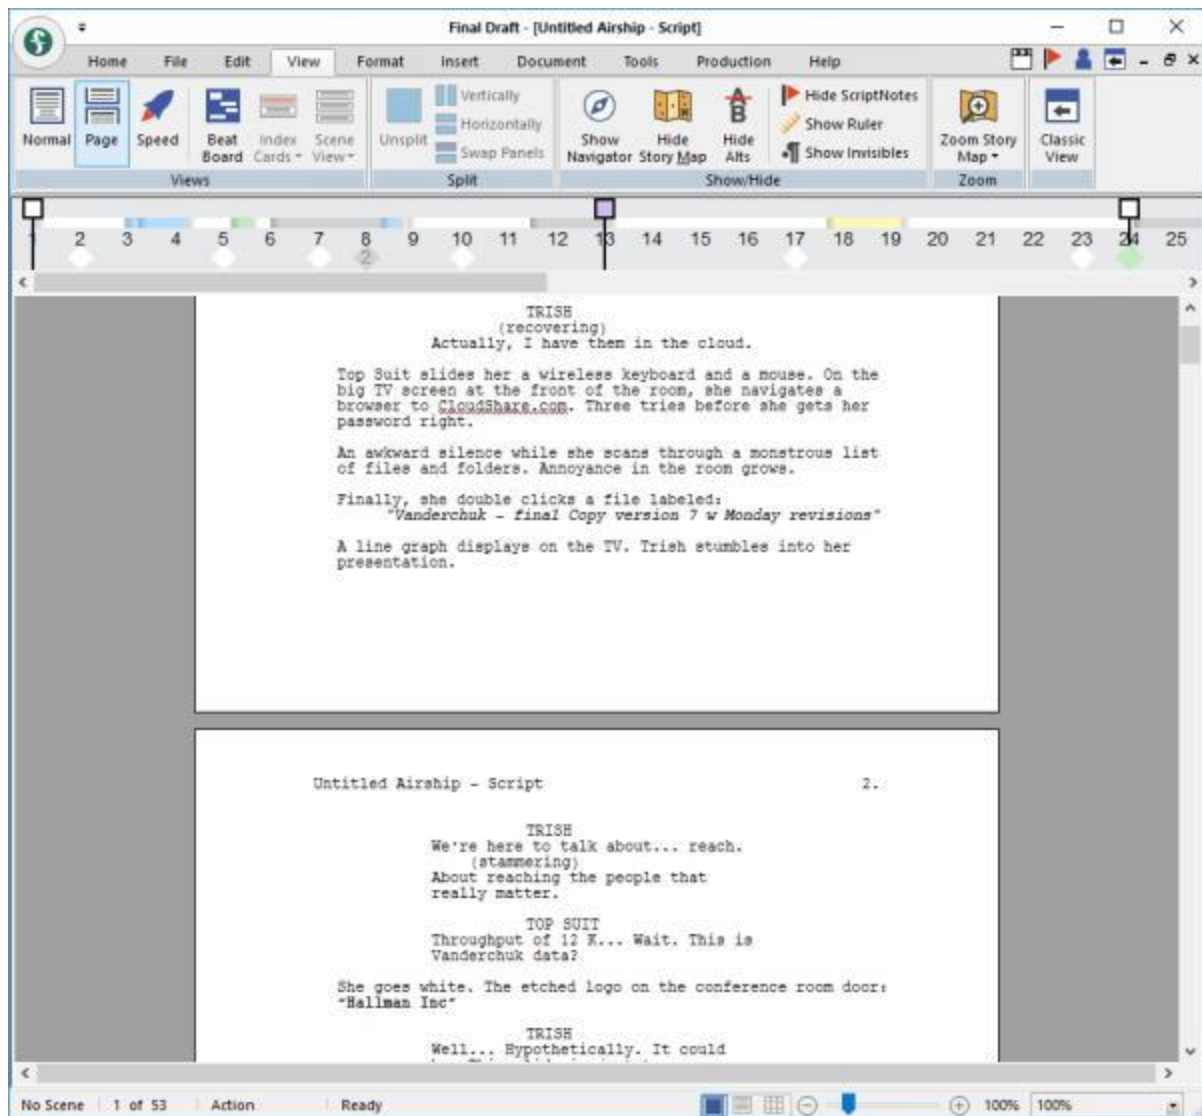 Final Draft - [Untitled Airship - Script]
Home File Edit View Format Insert Document Tools Production Help
Normal Page Speed Beat Board Index Cards Scene View
Views
Unsplit Vertically Horizontally Swap Panels
Split
Show Navigator Hide Story Map Hide Alts Hide ScriptNotes Show Ruler Show Invisibles
Show/Hide
Zoom Story Map
Zoom
Classic View
1 2 3 4 5 6 7 8 9 10 11 12 13 14 15 16 17 18 19 20 21 22 23 24 25
2
TRISH
(recovering)
Actually, I have them in the cloud.
Top Suit slides her a wireless keyboard and a mouse. On the
big TV screen at the front of the room, she navigates a
browser to CloudShare.com. Three tries before she gets her
password right.
An awkward silence while she scans through a monstrous list
of files and folders. Annoyance in the room grows.
Finally, she double clicks a file labeled:
"Vanderchuk - final Copy version 7 w Monday revisions"
A line graph displays on the TV. Trish stumbles into her
presentation.
Untitled Airship - Script 2.
TRISH
We're here to talk about... reach.
(stammering)
About reaching the people that
really matter.
TOP SUIT
Throughput of 12 K... Wait. This is
Vanderchuk data?
She goes white. The etched logo on the conference room door:
"Hallman Inc"
TRISH
Well... Hypothetically. It could
No Scene 1 of 53 Action Ready 100% 100%